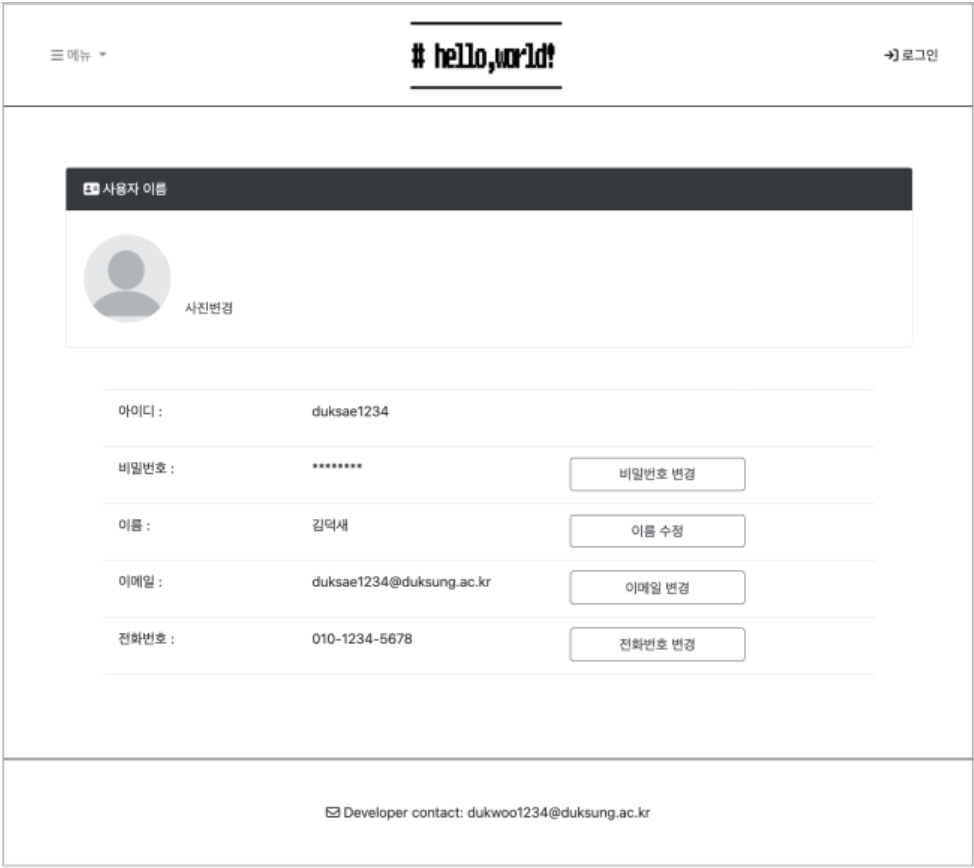 메뉴
# hello,world!
로그인
사용자 이름
사진변경
아이디 : duksae1234
비밀번호 : ******** 비밀번호 변경
이름 : 김덕새 이름 수정
이메일 : duksae1234@duksung.ac.kr 이메일 변경
전화번호 : 010-1234-5678 전화번호 변경
Developer contact: dukwoo1234@duksung.ac.kr